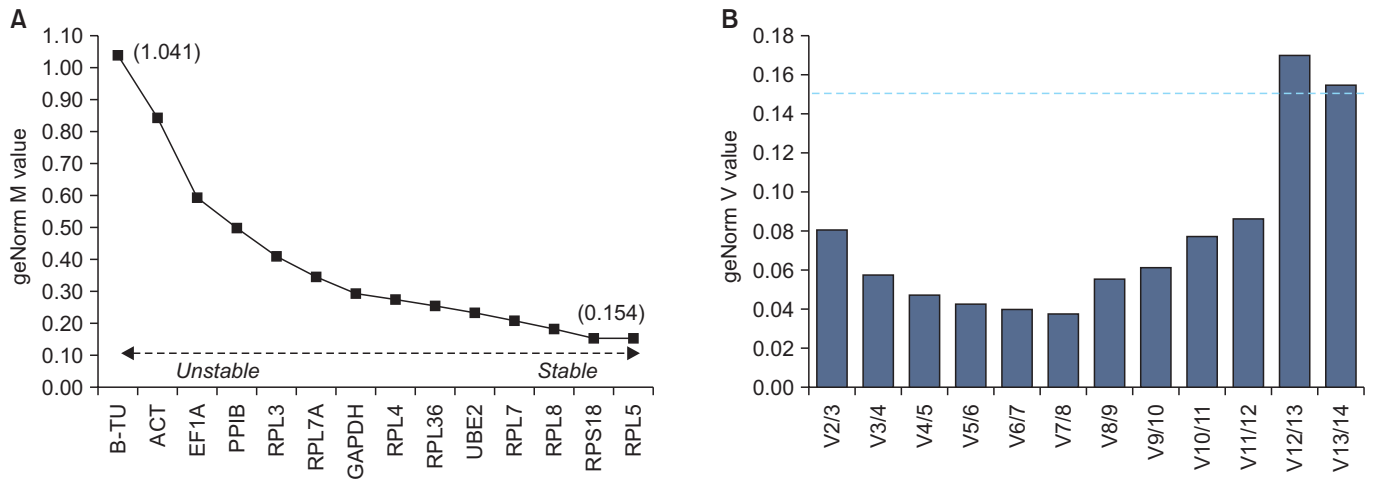 A
geNorm M value
1.10
1.00
0.90
0.80
0.70
0.60
0.50
0.40
0.30
0.20
0.10
0.00
(1.041)
(0.154)
Unstable
Stable
B-TU
ACT
EF1A
PPIB
RPL3
RPL7A
GAPDH
RPL4
RPL36
UBE2
RPL7
RPL8
RPS18
RPL5
B
geNorm V value
0.18
0.16
0.14
0.12
0.10
0.08
0.06
0.04
0.02
0.00
V2/3
V3/4
V4/5
V5/6
V6/7
V7/8
V8/9
V9/10
V10/11
V11/12
V12/13
V13/14